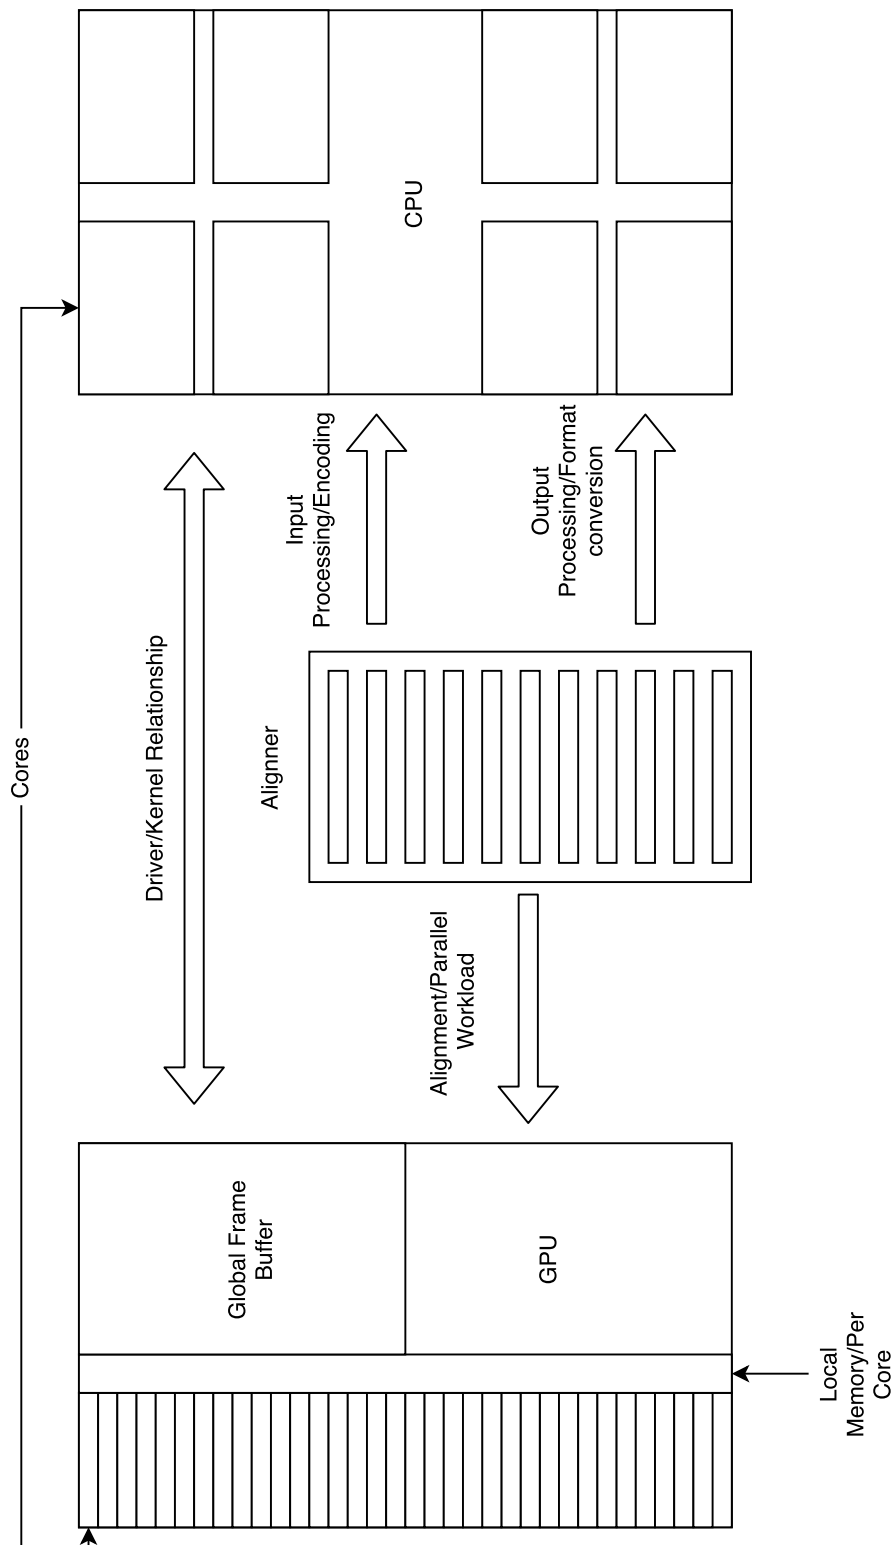 Cores
Driver/Kernel Relationship
CPU
Input
Processing/Encoding
Output
Processing/Format
conversion
Alignner
Alignment/Parallel
Workload
Global Frame
Buffer
GPU
Local
Memory/Per
Core